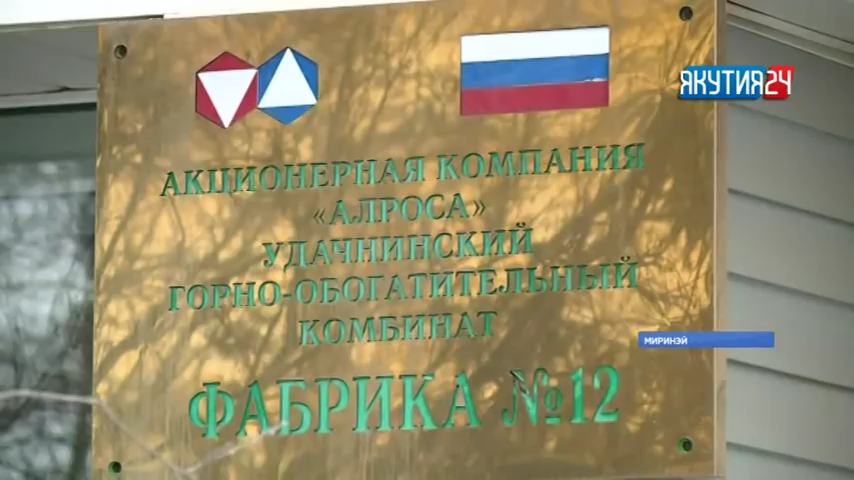 ЯКУТИЯ24
АКЦИОНЕРНАЯ КОМПАНИЯ
«АЛРОСА»
УДАЧНИНСКИЙ
ГОРНО-ОБОГАТИТЕЛЬНЫЙ
КОМБИНАТ
МИРИНЭЙ
ФАБРИКА №12